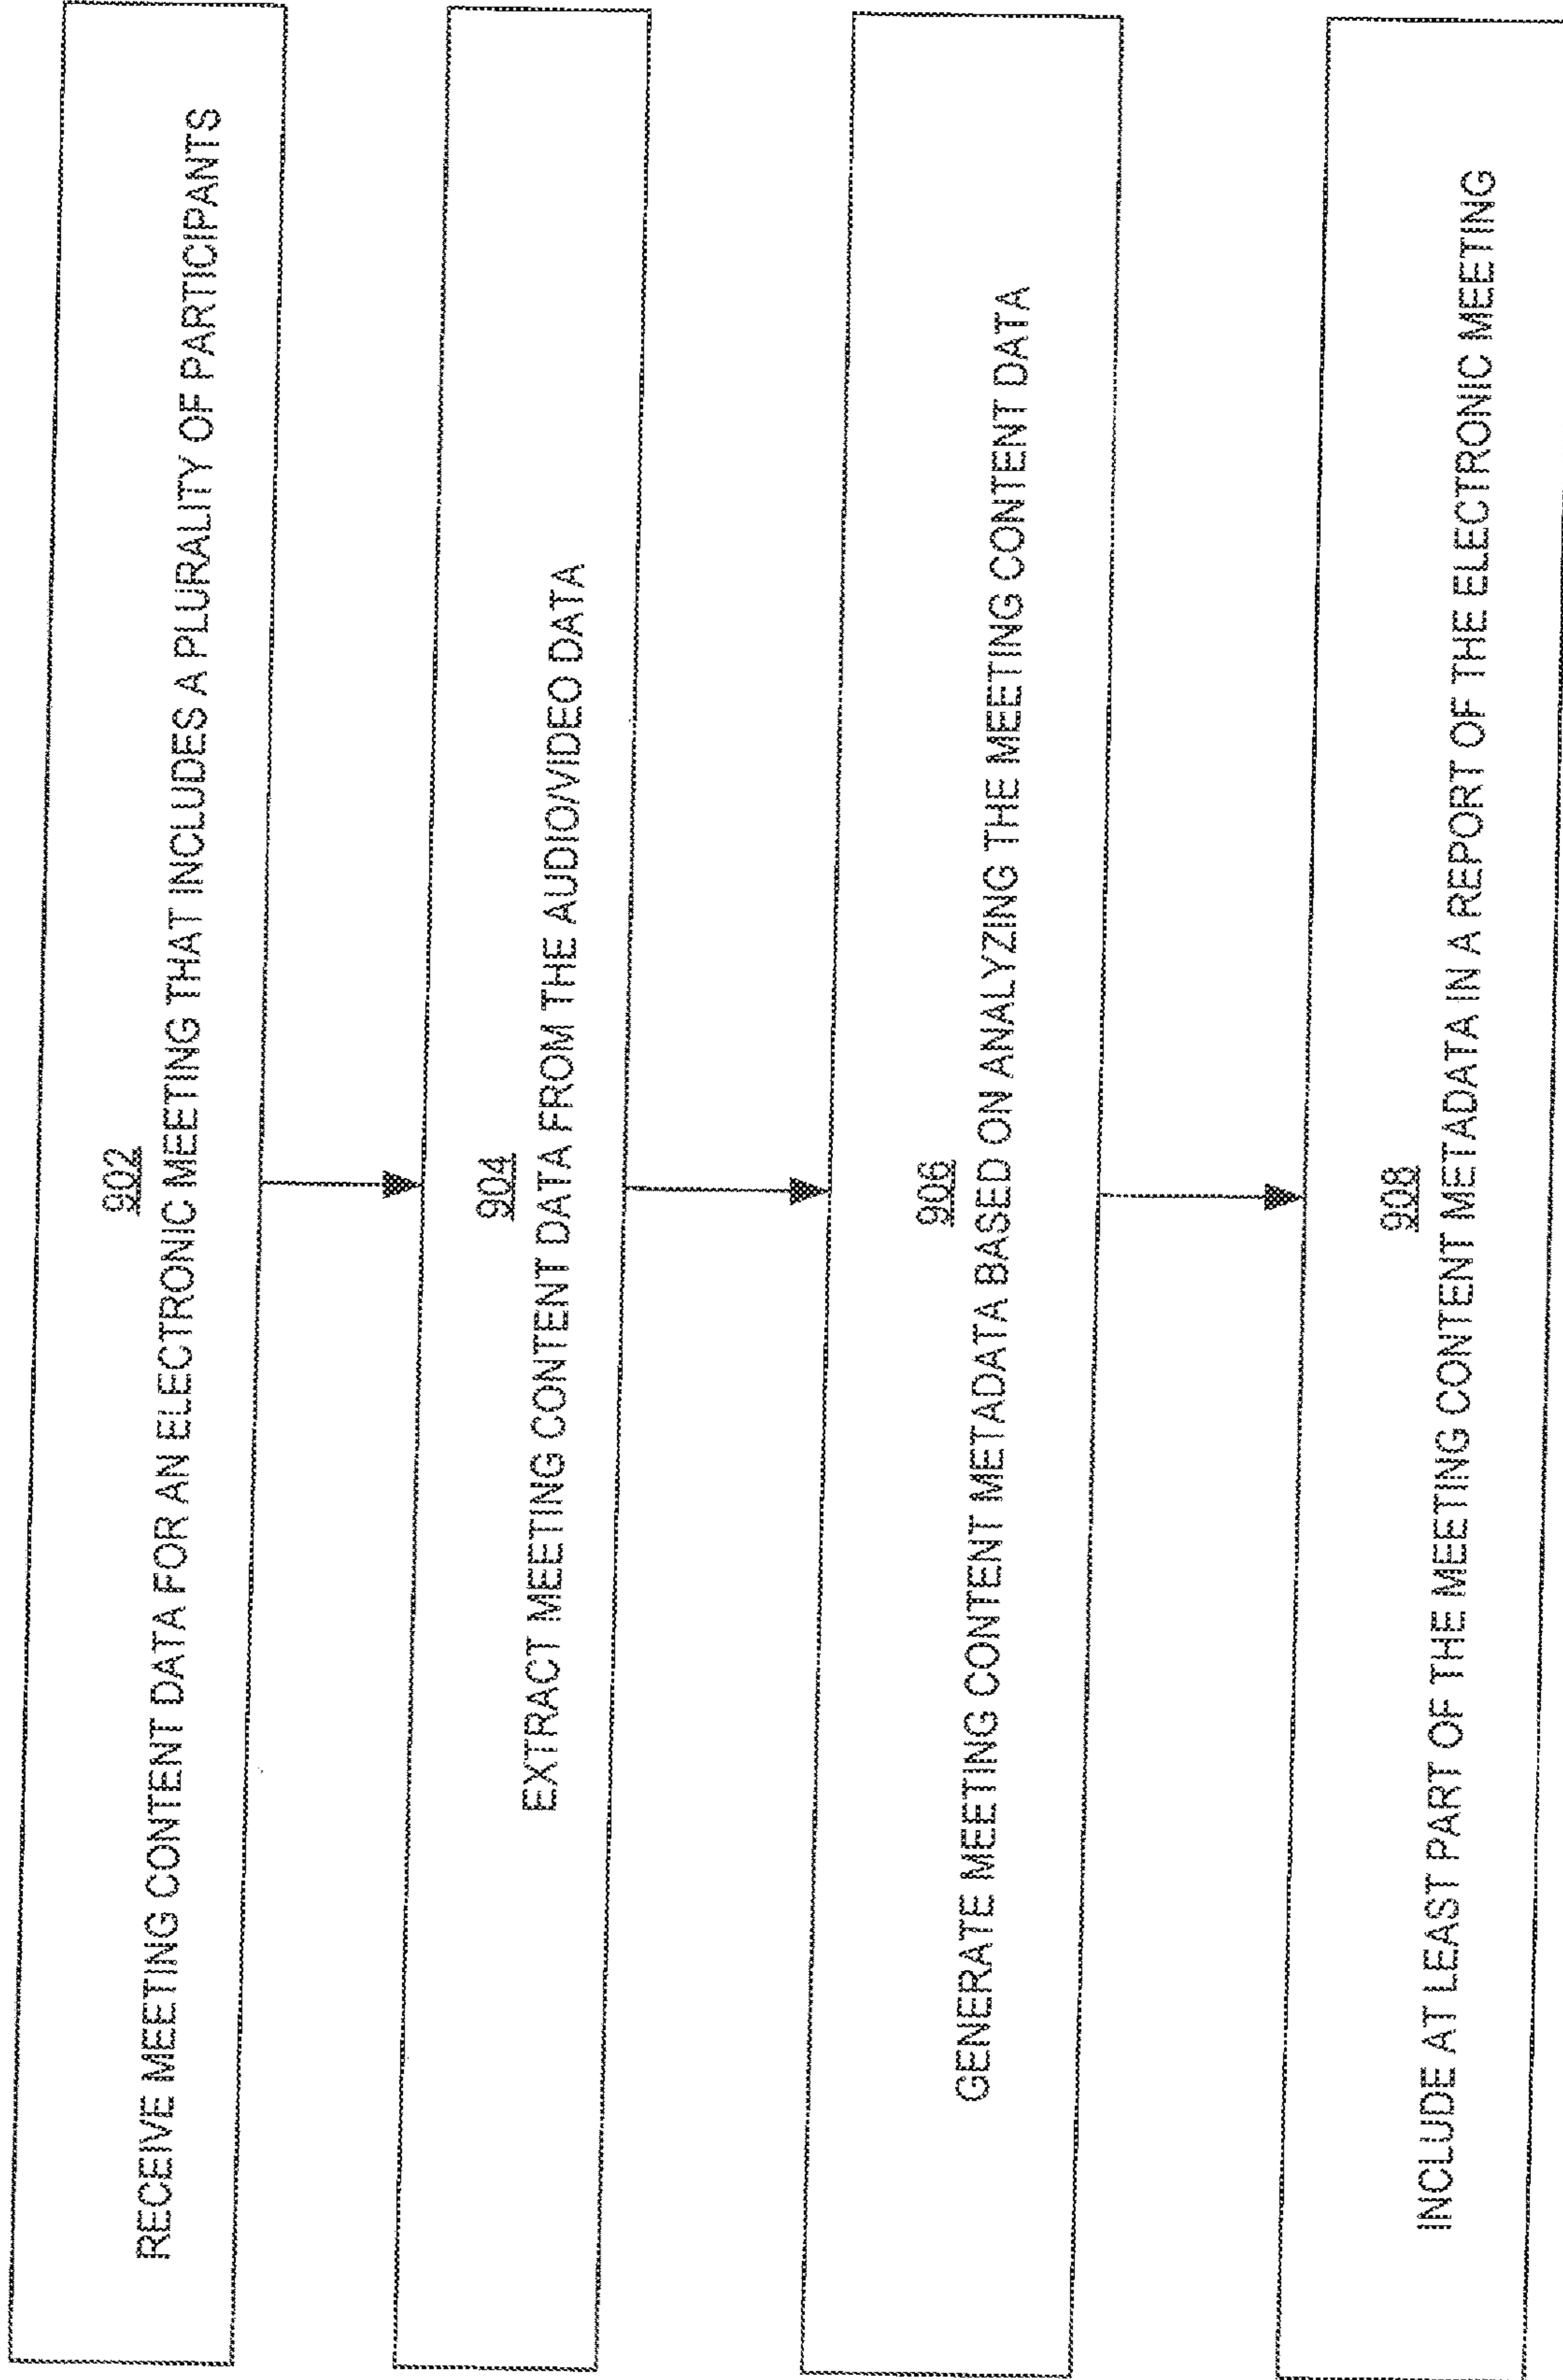 902
RECEIVE MEETING CONTENT DATA FOR AN ELECTRONIC MEETING THAT INCLUDES A PLURALITY OF PARTICIPANTS
904
EXTRACT MEETING CONTENT DATA FROM THE AUDIO/VIDEO DATA
906
GENERATE MEETING CONTENT METADATA BASED ON ANALYZING THE MEETING CONTENT DATA
908
INCLUDE AT LEAST PART OF THE MEETING CONTENT METADATA IN A REPORT OF THE ELECTRONIC MEETING